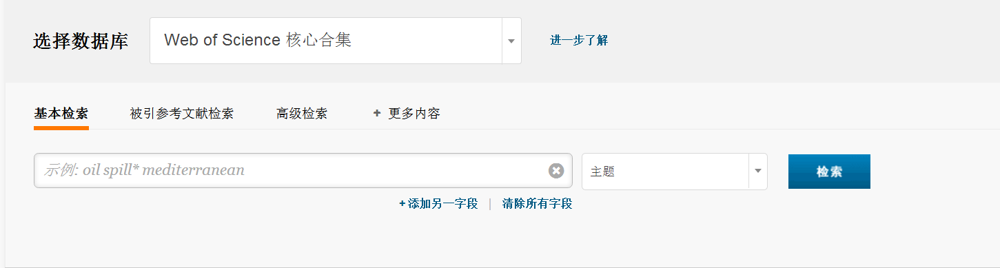 选择数据库 Web of Science 核心合集 进一步了解
基本检索 被引参考文献检索 高级检索 + 更多内容
示例: oil spill* mediterranean 主题 检索
+添加另一字段 | 清除所有字段